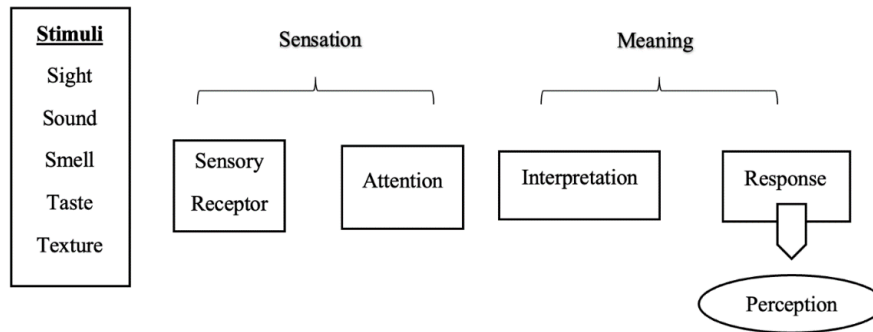 Stimuli
Sight
Sound
Smell
Taste
Texture
Sensation
Meaning
Sensory
Receptor
Attention
Interpretation
Response
Perception